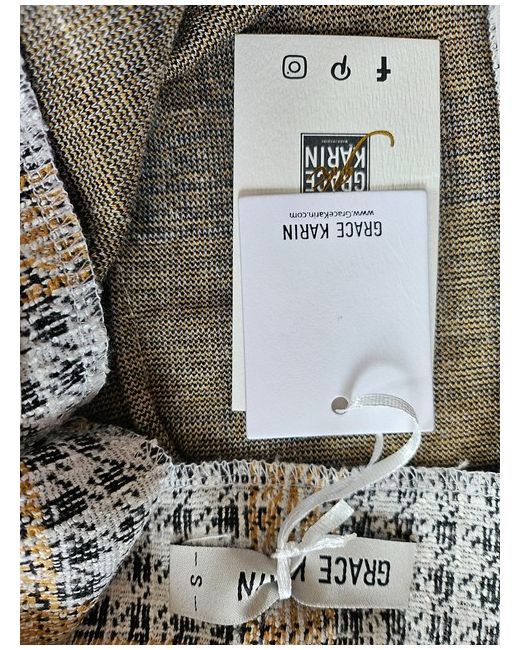 GRACE
KARIN
www.GraceKarin.com
GRACE KARIN
GRACE KARIN
– S –